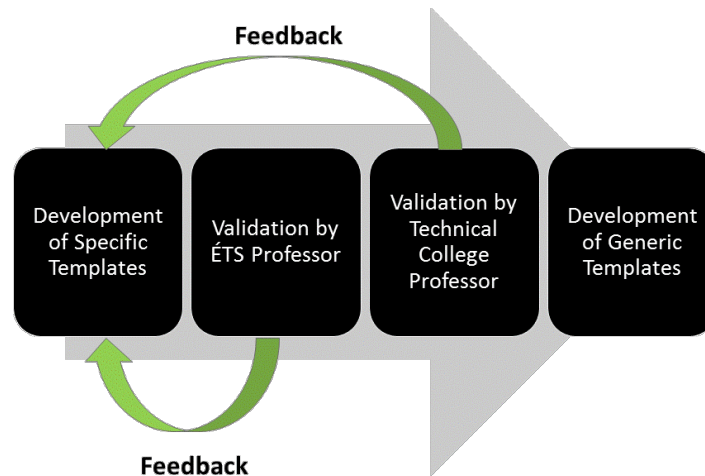 Feedback
Development
of Specific
Templates
Validation by
ÉTS Professor
Validation by
Technical
College
Professor
Development
of Generic
Templates
Feedback